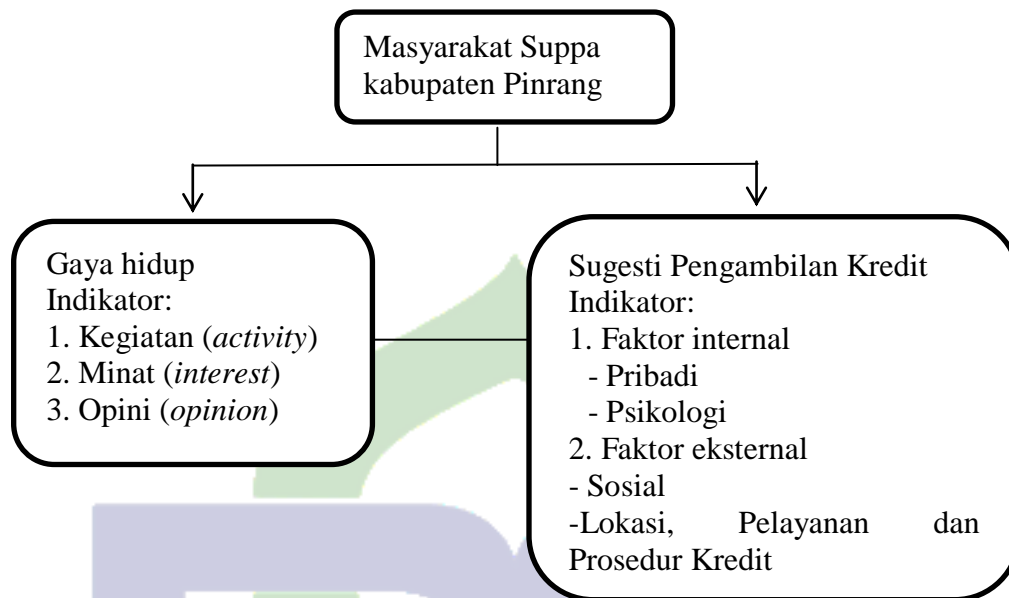 Masyarakat Suppa
kabupaten Pinrang
Gaya hidup
Indikator:
1. Kegiatan (activity)
2. Minat (interest)
3. Opini (opinion)
Sugesti Pengambilan Kredit
Indikator:
1. Faktor internal
- Pribadi
- Psikologi
2. Faktor eksternal
- Sosial
-Lokasi, Pelayanan dan
Prosedur Kredit